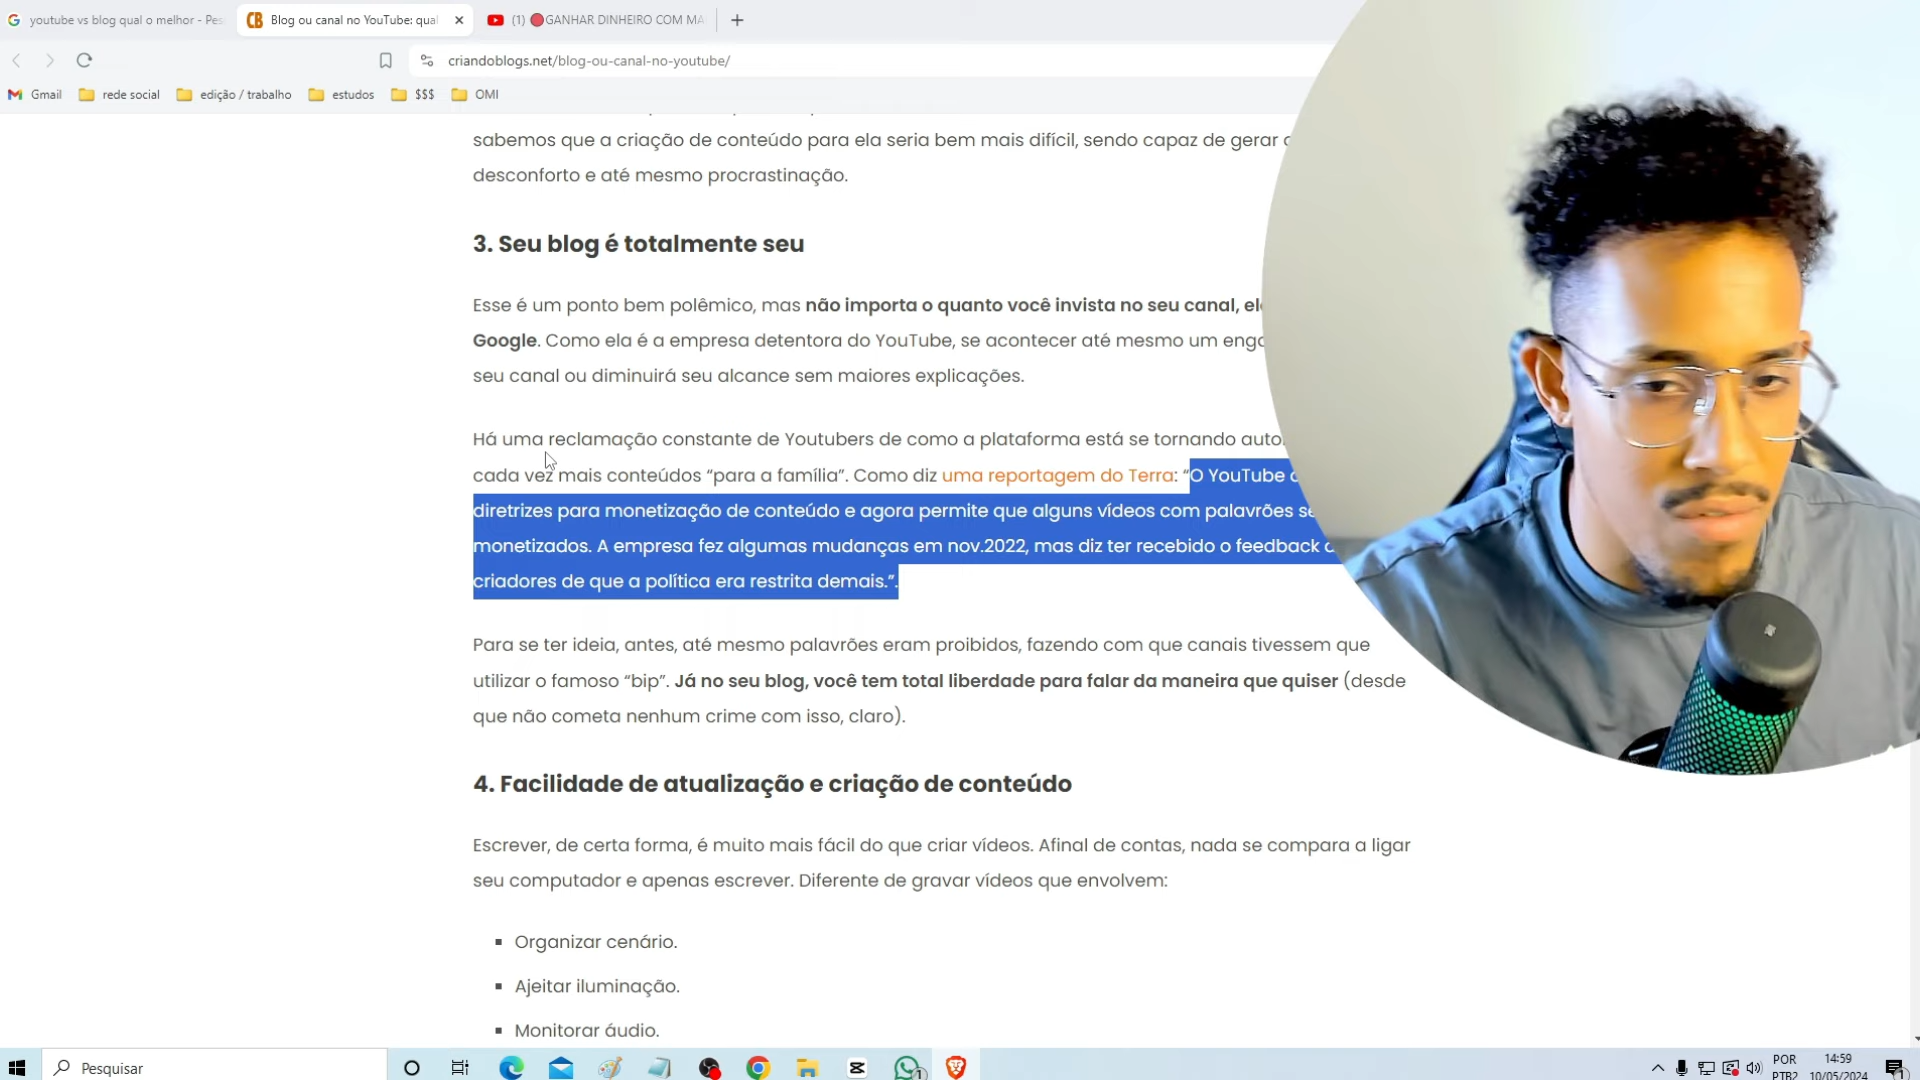 youtube vs blog qual o melhor - Pes
Blog ou canal no YouTube: qual
(1) 🔴GANHAR DINHEIRO COM MA
criandoblogs.net/blog-ou-canal-no-youtube/
Gmail
rede social
edição / trabalho
estudos
$$$
OMI
sabemos que a criação de conteúdo para ela seria bem mais difícil, sendo capaz de gerar
desconforto e até mesmo procrastinação.
3. Seu blog é totalmente seu
Esse é um ponto bem polêmico, mas não importa o quanto você invista no seu canal,
Google. Como ela é a empresa detentora do YouTube, se acontecer até mesmo um
seu canal ou diminuirá seu alcance sem maiores explicações.
Há uma reclamação constante de Youtubers de como a plataforma está se tornando
cada vez mais conteúdos “para a família”. Como diz uma reportagem do Terra: “O YouTube
diretrizes para monetização de conteúdo e agora permite que alguns vídeos com palavrões
monetizados. A empresa fez algumas mudanças em nov.2022, mas diz ter recebido o feedback
criadores de que a política era restrita demais.”.
Para se ter ideia, antes, até mesmo palavrões eram proibidos, fazendo com que canais tivessem que
utilizar o famoso “bip”. Já no seu blog, você tem total liberdade para falar da maneira que quiser (desde
que não cometa nenhum crime com isso, claro).
4. Facilidade de atualização e criação de conteúdo
Escrever, de certa forma, é muito mais fácil do que criar vídeos. Afinal de contas, nada se compara a ligar
seu computador e apenas escrever. Diferente de gravar vídeos que envolvem:
Organizar cenário.
Ajeitar iluminação.
Monitorar áudio.
Pesquisar
1
POR
PTB2
14:59
10/05/2024
1